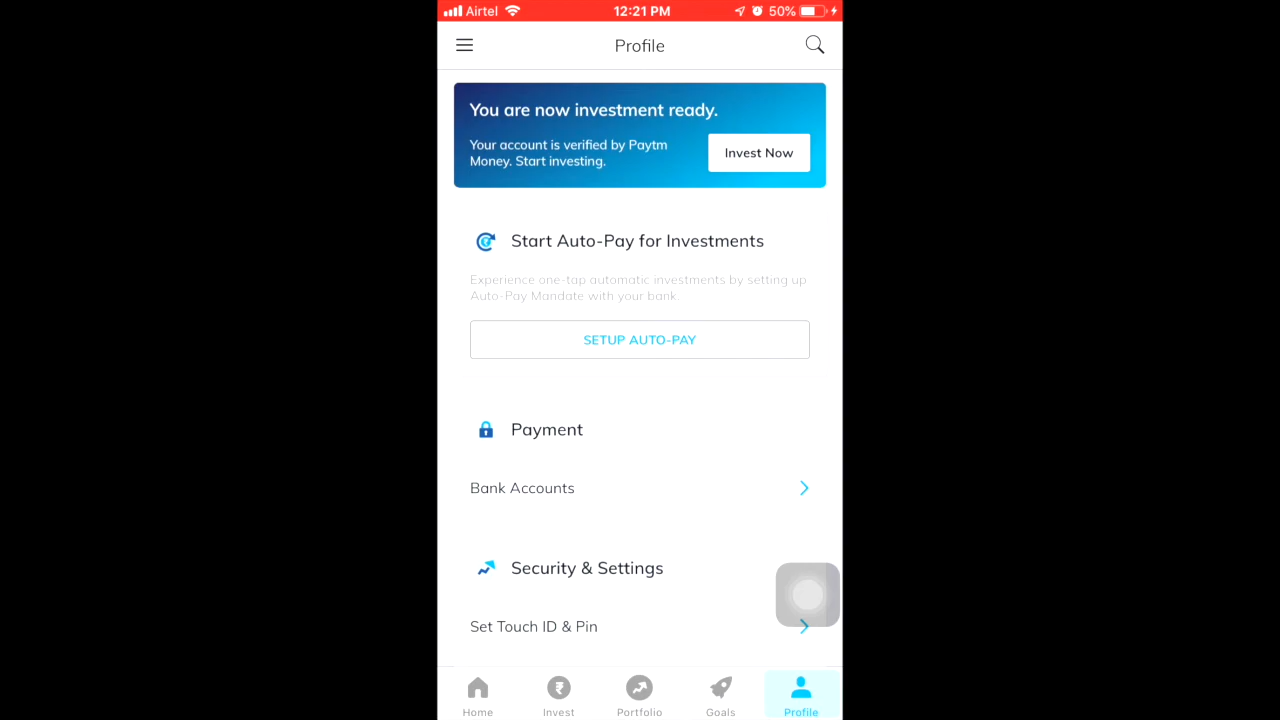 Airtel 12:21 PM 50%
Profile
You are now investment ready.
Your account is verified by Paytm
Money. Start investing.
Invest Now
Start Auto-Pay for Investments
Experience one-tap automatic investments by setting up
Auto-Pay Mandate with your bank.
SETUP AUTO-PAY
Payment
Bank Accounts
Security & Settings
Set Touch ID & Pin
Home Invest Portfolio Goals Profile